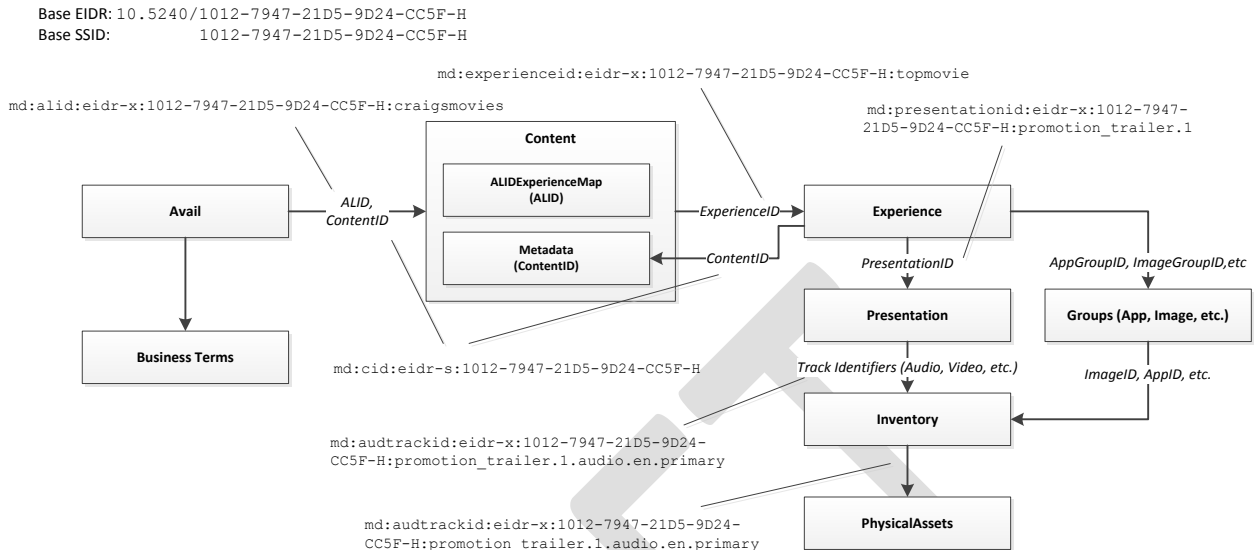 Base EIDR: 10.5240/1012-7947-21D5-9D24-CC5F-H
Base SSID: 1012-7947-21D5-9D24-CC5F-H
md:experienceid:eidr-x:1012-7947-21D5-9D24-CC5F-H:topmovie
md:alid:eidr-x:1012-7947-21D5-9D24-CC5F-H:craigsmovies
md:presentationid:eidr-x:1012-7947-
21D5-9D24-CC5F-H:promotion_trailer.1
Content
ALIDExperienceMap
(ALID)
Avail
ALID,
ContentID
ExperienceID
Experience
Metadata
(ContentID)
ContentID
PresentationID
AppGroupID, ImageGroupID,etc
Presentation
Groups (App, Image, etc.)
Business Terms
md:cid:eidr-s:1012-7947-21D5-9D24-CC5F-H
Track Identifiers (Audio, Video, etc.)
ImageID, AppID, etc.
Inventory
md:audtrackid:eidr-x:1012-7947-21D5-9D24-
CC5F-H:promotion_trailer.1.audio.en.primary
PhysicalAssets
md:audtrackid:eidr-x:1012-7947-21D5-9D24-
CC5F-H:promotion_trailer.1.audio.en.primary